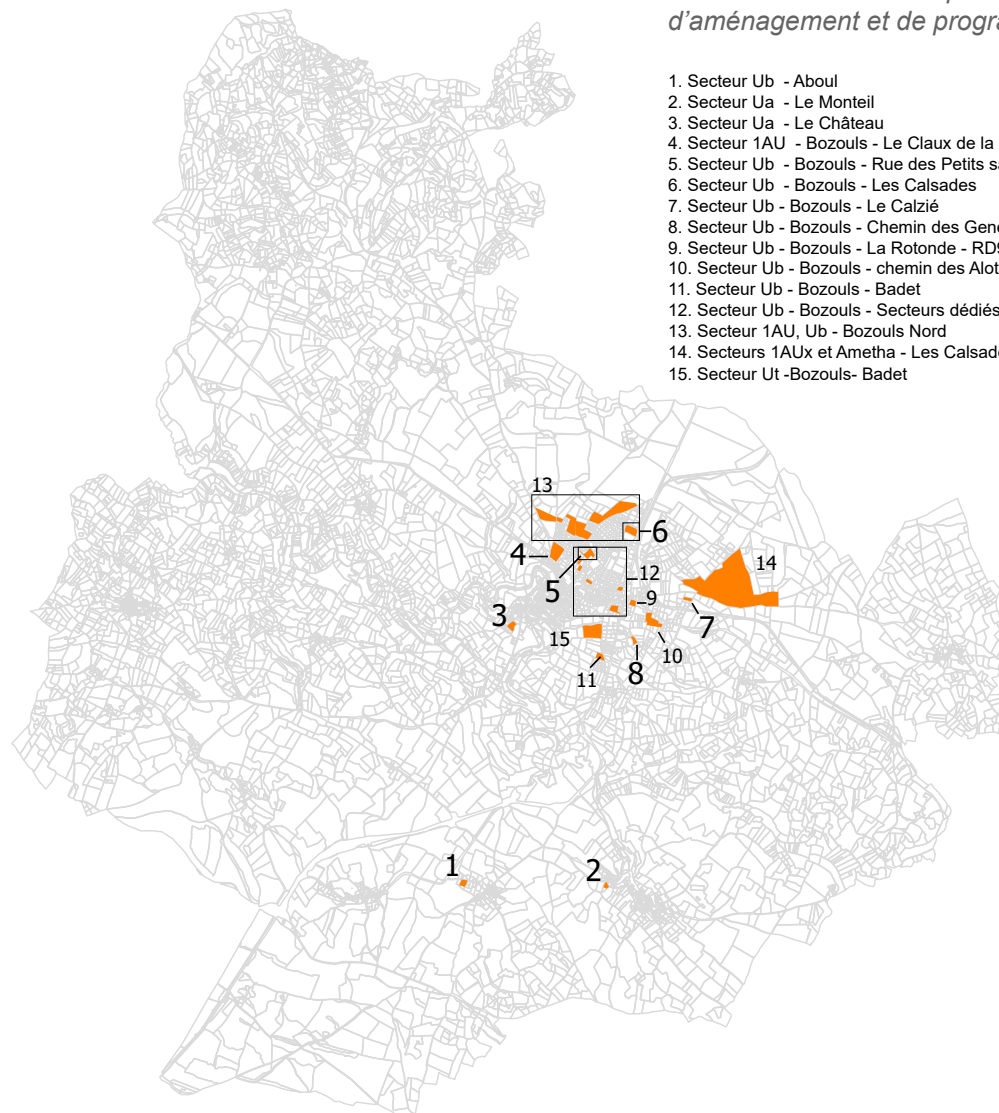 d'aménagement et de progra
1. Secteur Ub - Aboul
2. Secteur Ua - Le Monteil
3. Secteur Ua - Le Château
4. Secteur 1AU - Bozouls - Le Claux de la
5. Secteur Ub - Bozouls - Rue des Petits sa
6. Secteur Ub - Bozouls - Les Calsades
7. Secteur Ub - Bozouls - Le Calzié
8. Secteur Ub - Bozouls - Chemin des Gene
9. Secteur Ub - Bozouls - La Rotonde - RD9
10. Secteur Ub - Bozouls - chemin des Alot
11. Secteur Ub - Bozouls - Badet
12. Secteur Ub - Bozouls - Secteurs dédiés
13. Secteur 1AU, Ub - Bozouls Nord
14. Secteurs 1AUx et Ametha - Les Calsade
15. Secteur Ut -Bozouls- Badet
13
6
4
14
12
5
9
3
7
15
10
8
11
1
2